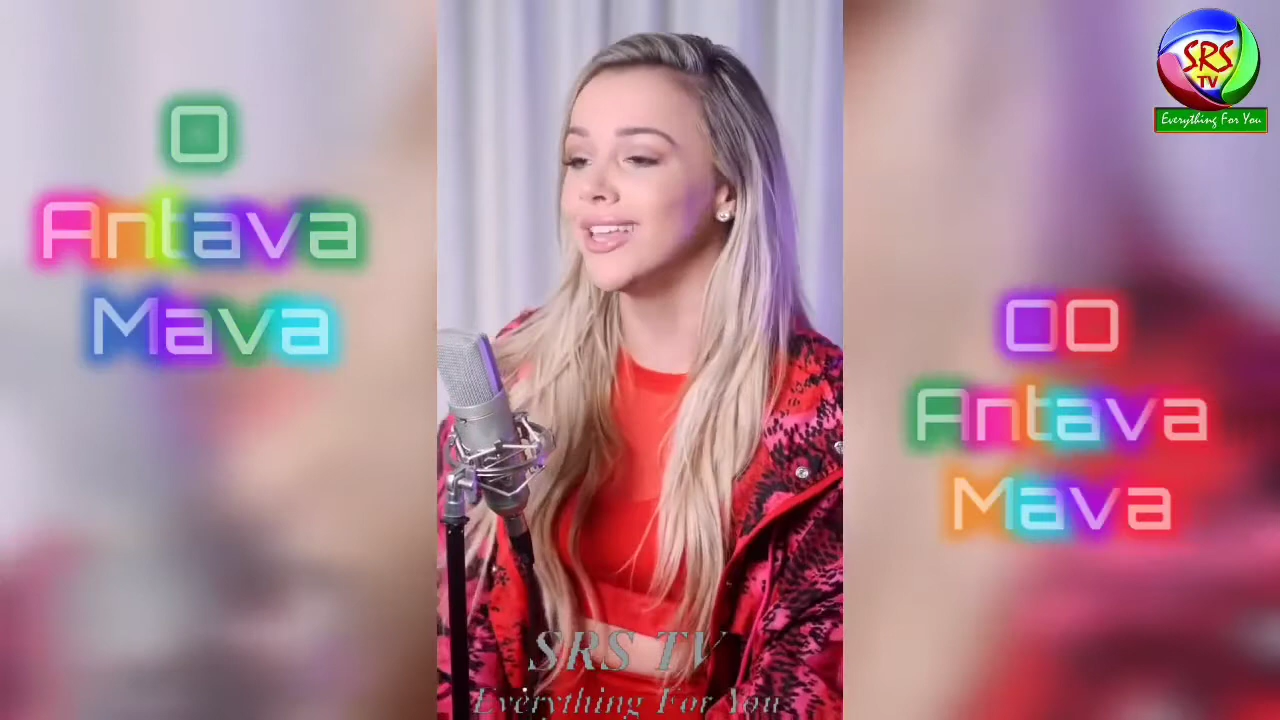 O
Antava
Mava
SRS
TV
Everything For You
OO
Antava
Mava
SRS TV
Everything For You